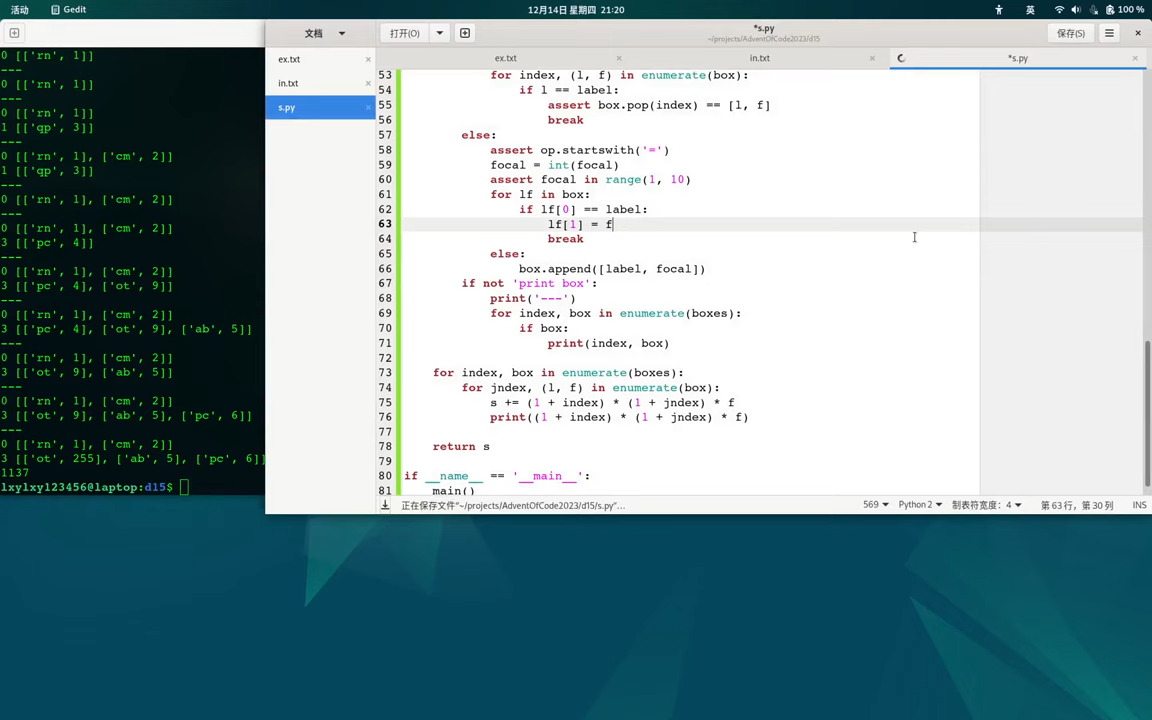 活动
Gedit
12月14日 星期四 21:20
英
100 %
文档
打开(O)
*s.py
~/projects/AdventOfCode2023/d15
保存(S)
ex.txt
in.txt
s.py
ex.txt
in.txt
*s.py
0 [['rn', 1]]
---
0 [['rn', 1]]
---
0 [['rn', 1]]
1 [['qp', 3]]
---
0 [['rn', 1], ['cm', 2]]
1 [['qp', 3]]
---
0 [['rn', 1], ['cm', 2]]
---
0 [['rn', 1], ['cm', 2]]
3 [['pc', 4]]
---
0 [['rn', 1], ['cm', 2]]
3 [['pc', 4], ['ot', 9]]
---
0 [['rn', 1], ['cm', 2]]
3 [['pc', 4], ['ot', 9], ['ab', 5]]
---
0 [['rn', 1], ['cm', 2]]
3 [['ot', 9], ['ab', 5]]
---
0 [['rn', 1], ['cm', 2]]
3 [['ot', 9], ['ab', 5], ['pc', 6]]
---
0 [['rn', 1], ['cm', 2]]
3 [['ot', 255], ['ab', 5], ['pc', 6]]
1137
lxylxy123456@laptop:d15$
53 for index, (l, f) in enumerate(box):
54 if l == label:
55 assert box.pop(index) == [l, f]
56 break
57 else:
58 assert op.startswith('=')
59 focal = int(focal)
60 assert focal in range(1, 10)
61 for lf in box:
62 if lf[0] == label:
63 lf[1] = f
64 break
65 else:
66 box.append([label, focal])
67 if not 'print box':
68 print('---')
69 for index, box in enumerate(boxes):
70 if box:
71 print(index, box)
72
73 for index, box in enumerate(boxes):
74 for jndex, (l, f) in enumerate(box):
75 s += (1 + index) * (1 + jndex) * f
76 print((1 + index) * (1 + jndex) * f)
77
78 return s
79
80 if __name__ == '__main__':
81 main()
正在保存文件“~/projects/AdventOfCode2023/d15/s.py”…
569
Python 2
制表符宽度：4
第 63 行，第 30 列
INS